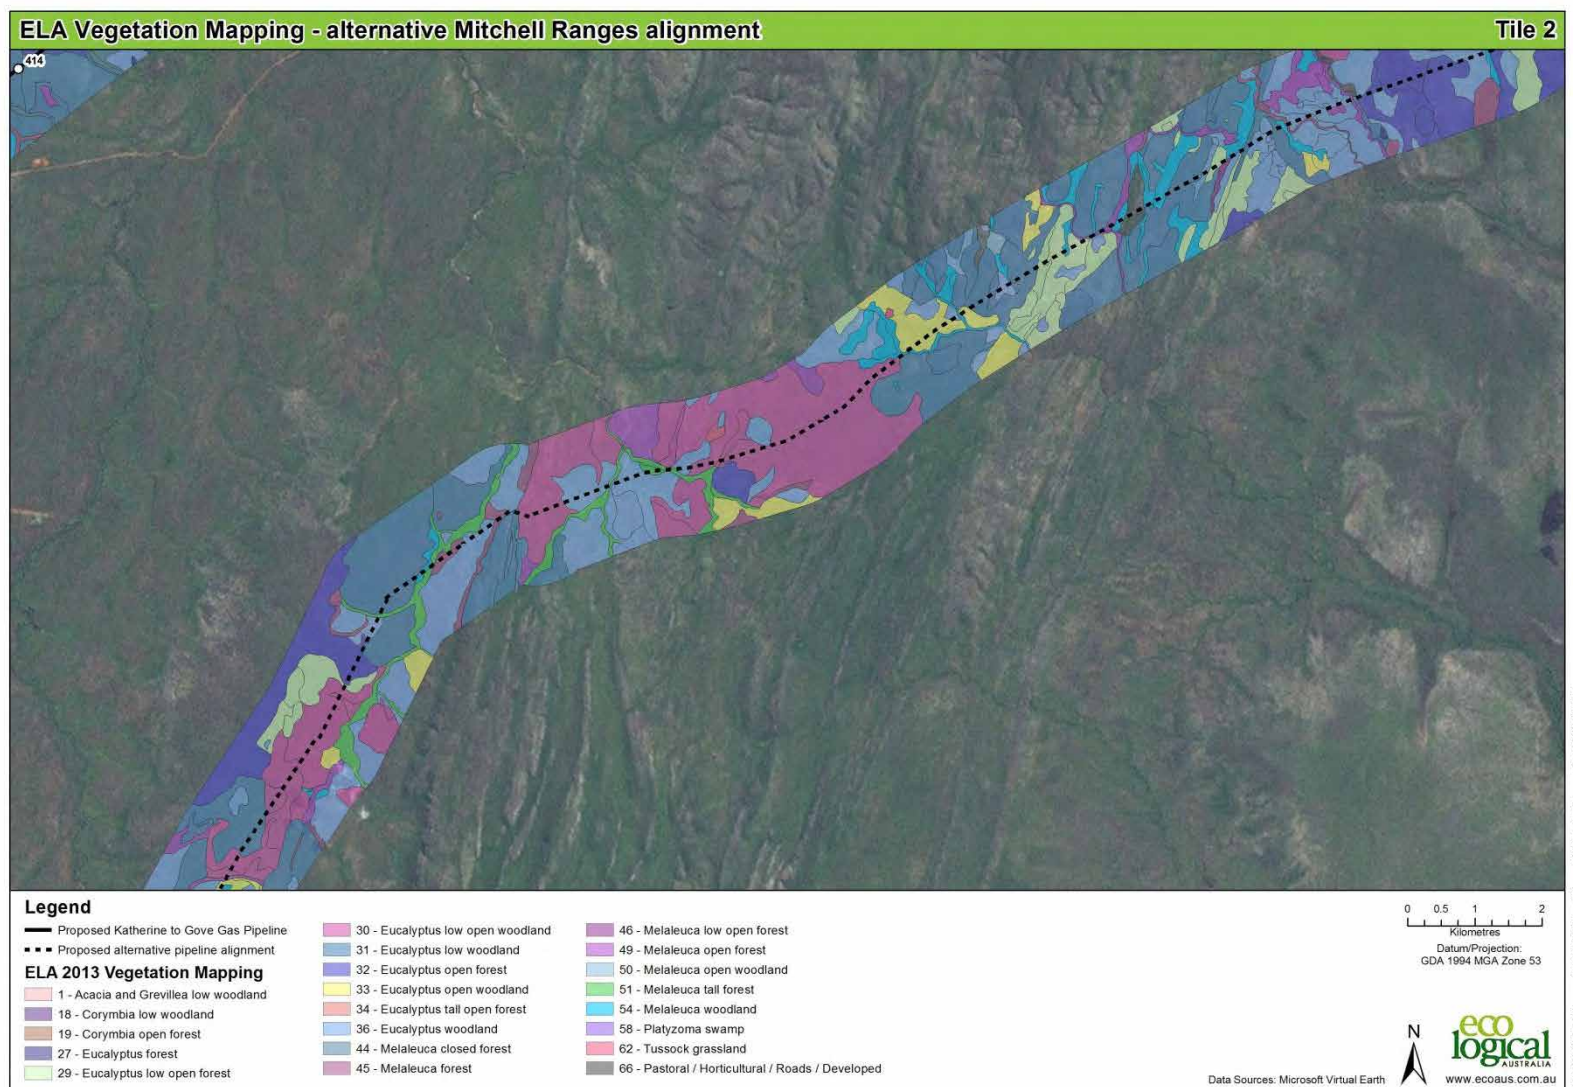 ELA Vegetation Mapping - alternative Mitchell Ranges alignment
Tile 2
414
Legend
Proposed Katherine to Gove Gas Pipeline
Proposed alternative pipeline alignment
ELA 2013 Vegetation Mapping
1 - Acacia and Grevillea low woodland
18 - Corymbia low woodland
19 - Corymbia open forest
27 - Eucalyptus forest
29 - Eucalyptus low open forest
30 - Eucalyptus low open woodland
31 - Eucalyptus low woodland
32 - Eucalyptus open forest
33 - Eucalyptus open woodland
34 - Eucalyptus tall open forest
36 - Eucalyptus woodland
44 - Melaleuca closed forest
45 - Melaleuca forest
46 - Melaleuca low open forest
49 - Melaleuca open forest
50 - Melaleuca open woodland
51 - Melaleuca tall forest
54 - Melaleuca woodland
58 - Platyzoma swamp
62 - Tussock grassland
66 - Pastoral / Horticultural / Roads / Developed
0 0.5 1 2
Kilometres
Datum/Projection:
GDA 1994 MGA Zone 53
N
eco
logical
AUSTRALIA
Data Sources: Microsoft Virtual Earth
www.ecoaus.com.au